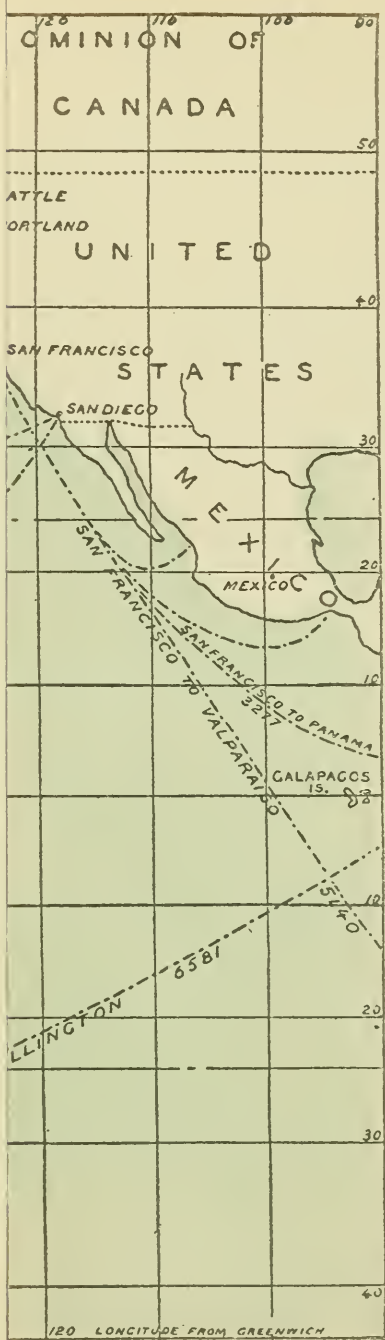 120 110 100 90
OMINION OF
CANADA
50
ATTLE
ORTLAND
UNITED
40
SAN FRANCISCO
STATES
SAN DIEGO
30
MEXICO
20
MEXICO
SAN FRANCISCO TO PANAMA
3277
SAN FRANCISCO TO VALPARAISO
5140
10
GALAPAGOS
IS.
10
6581
LLINGTON
20
30
40
120 LONGITUDE FROM GREENWICH